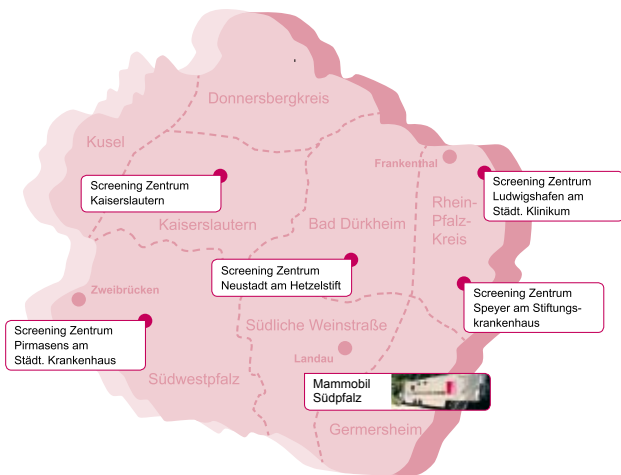 Donnersbergkreis
Kusel
Frankenthal
Screening Zentrum
Kaiserslautern
Screening Zentrum
Ludwigshafen am
Städt. Klinikum
Kaiserslautern
Bad Dürkheim
Rhein-
Pfalz-
Kreis
Screening Zentrum
Neustadt am Hetzelstift
Zweibrücken
Screening Zentrum
Speyer am Stiftungs-
krankenhaus
Screening Zentrum
Pirmasens am
Städt. Krankenhaus
Südliche Weinstraße
Landau
Südwestpfalz
Mammobil
Südpfalz
Germersheim